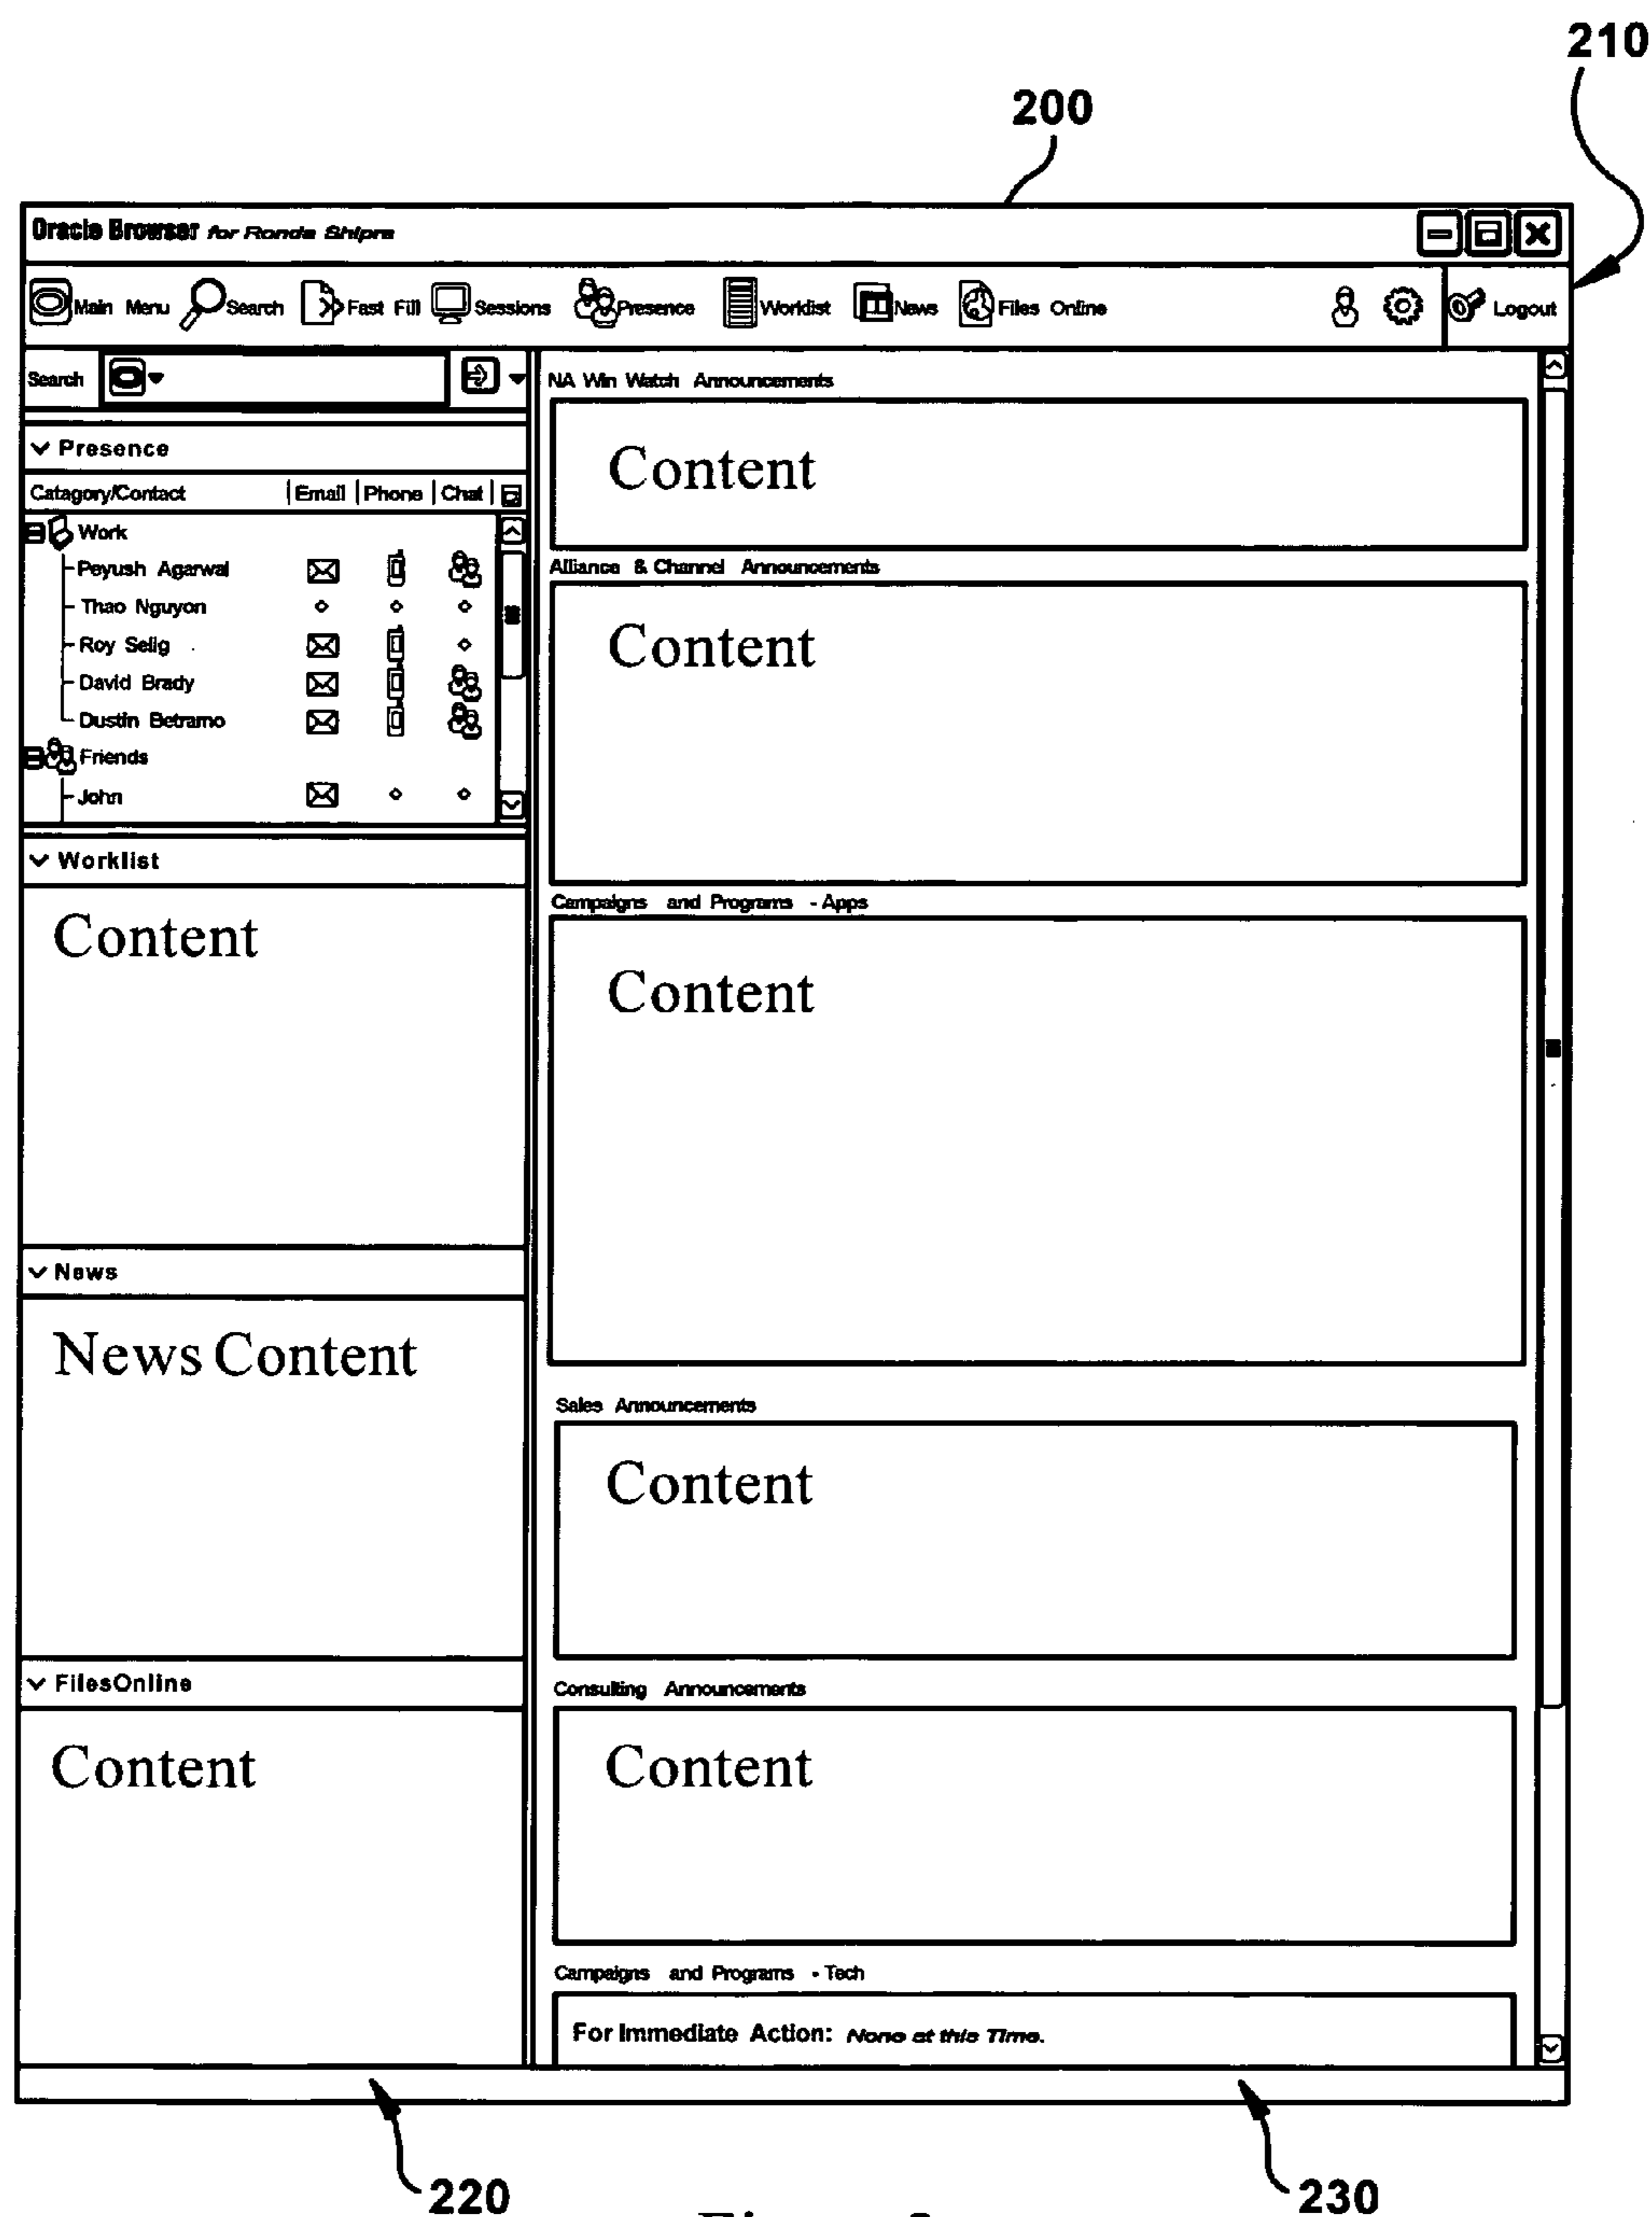 210
200
Oracle Browser for Ronda Shipra
Main Menu Search Fast Fill Sessions Presence Worklist News Files Online Logout
Search
Presence
Catagory/Contact Email Phone Chat
Work
Peyush Agarwal
Thao Nguyon
Roy Selig
David Brady
Dustin Betramo
Friends
John
Worklist
Content
News
News Content
FilesOnline
Content
NA Win Watch Announcements
Content
Alliance & Channel Announcements
Content
Campaigns and Programs - Apps
Content
Sales Announcements
Content
Consulting Announcements
Content
Campaigns and Programs - Tech
For Immediate Action: None at this Time.
220
230